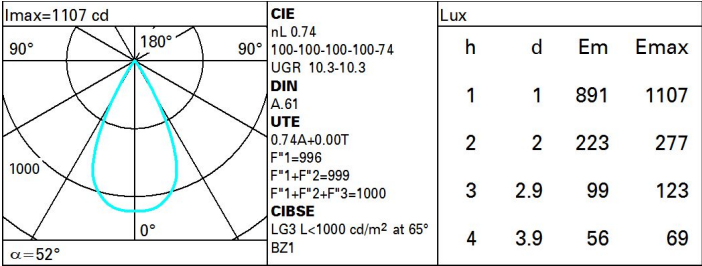 Imax=1107 cd
90°
180°
90°
1000
0°
α=52°
CIE
nL 0.74
100-100-100-100-74
UGR 10.3-10.3
DIN
A.61
UTE
0.74A+0.00T
F"1=996
F"1+F"2=999
F"1+F"2+F"3=1000
CIBSE
LG3 L<1000 cd/m² at 65°
BZ1
Lux
h d Em Emax
1 1 891 1107
2 2 223 277
3 2.9 99 123
4 3.9 56 69